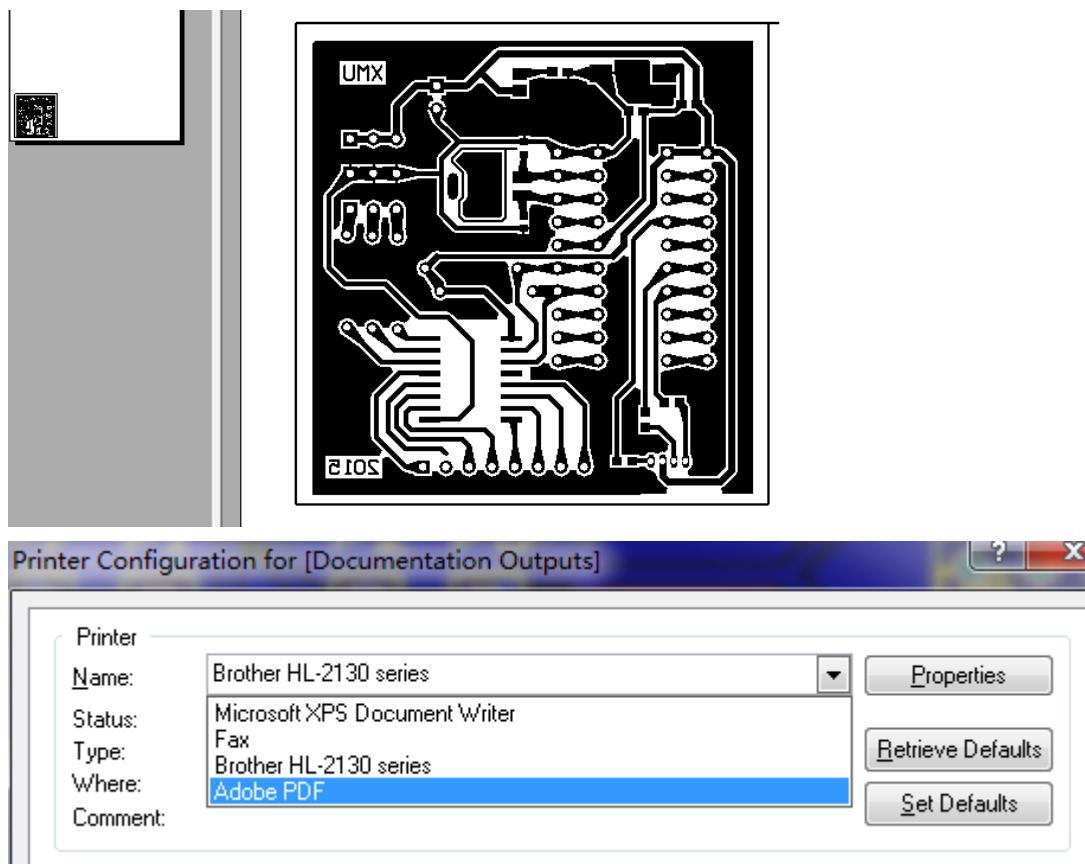 UMX
2015
Printer Configuration for [Documentation Outputs]
?
X
Printer
Name:
Brother HL-2130 series
Properties
Status:
Microsoft XPS Document Writer
Fax
Type:
Brother HL-2130 series
Retrieve Defaults
Where:
Adobe PDF
Comment:
Set Defaults